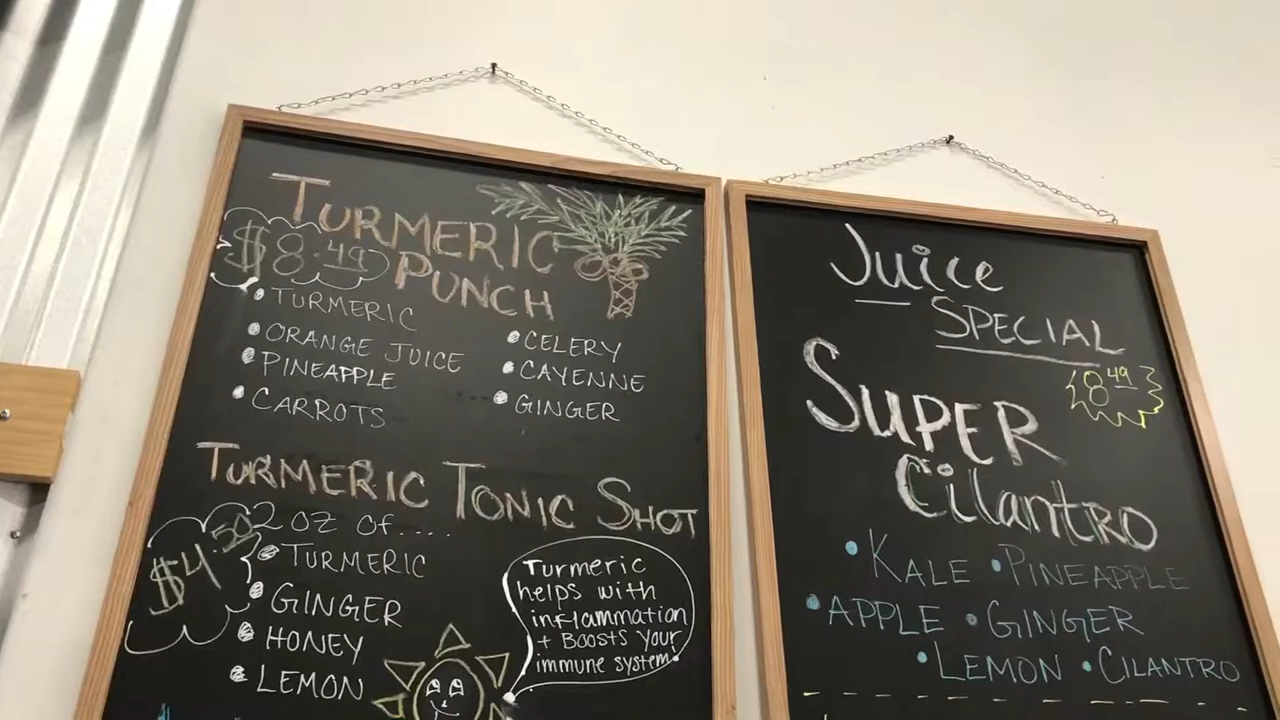 TURMERIC
$8.49
PUNCH
• TURMERIC
• ORANGE JUICE
• PINEAPPLE
• CARROTS
• CELERY
• CAYENNE
• GINGER
TURMERIC TONIC SHOT
$4.50
2 OZ OF....
• TURMERIC
• GINGER
• HONEY
• LEMON
Turmeric
helps with
inflammation
+ Boosts your
immune system.
Juice
SPECIAL
8.49
SUPER
Cilantro
• KALE • PINEAPPLE
• APPLE • GINGER
• LEMON • CILANTRO